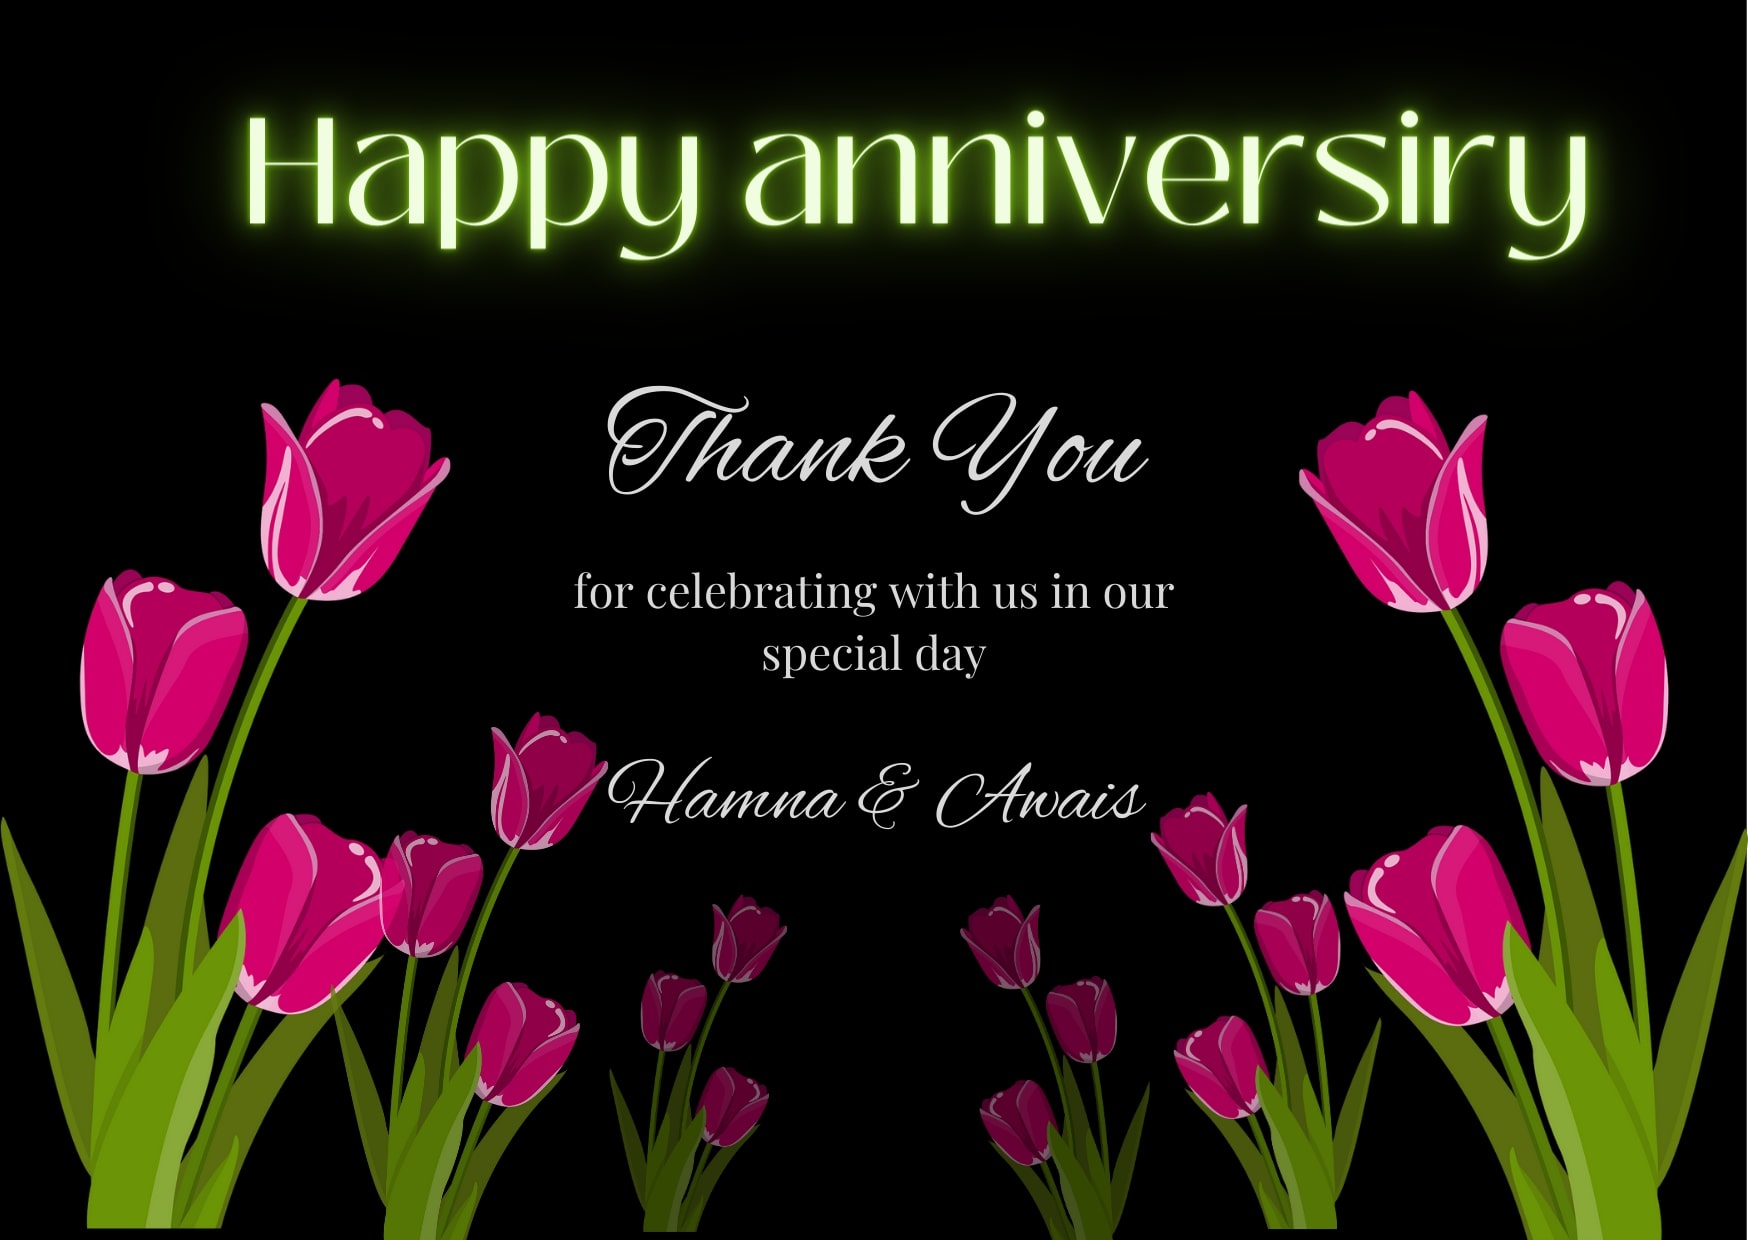 Happy anniversiry
Thank You
for celebrating with us in our
special day
Hamna & Awais